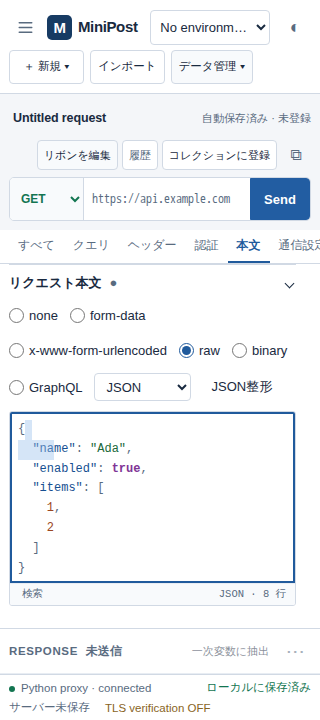 M MiniPost No environm…
+ 新規 ▾ インポート データ管理 ▾
Untitled request 自動保存済み · 未登録
リボンを編集 履歴 コレクションに登録
GET https://api.example.com Send
すべて クエリ ヘッダー 認証 本文 通信設定
リクエスト本文 ●
none form-data
x-www-form-urlencoded raw binary
GraphQL JSON JSON整形
{
"name": "Ada",
"enabled": true,
"items": [
1,
2
]
}
検索 JSON · 8 行
RESPONSE 未送信 一次変数に抽出 ···
Python proxy · connected ローカルに保存済み
サーバー未保存 TLS verification OFF